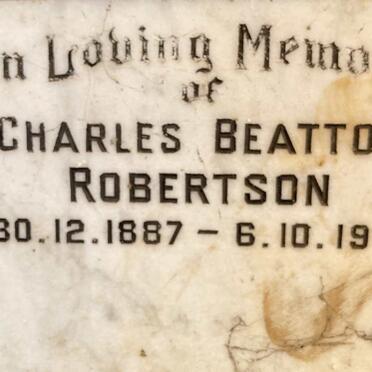 n Loving Memo
of
CHARLES BEATTO
ROBERTSON
30.12.1887 – 6.10.19